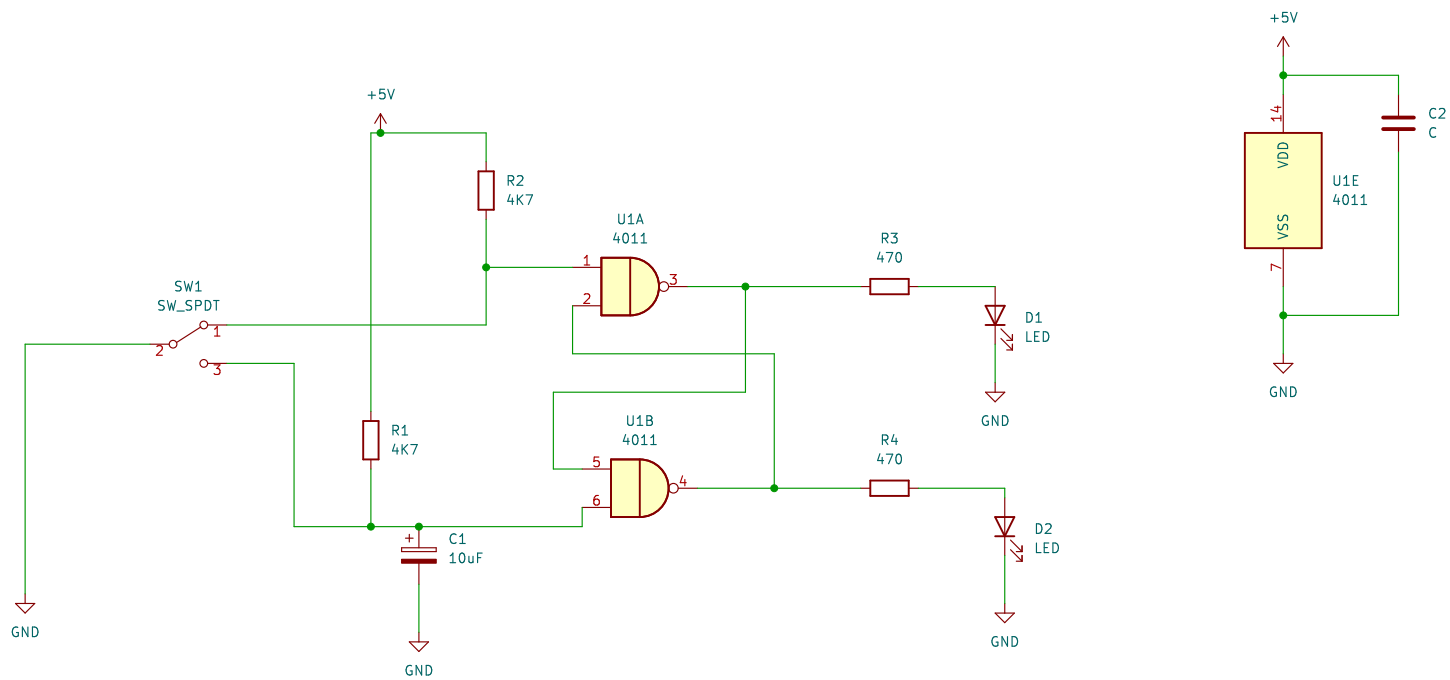 +5V
+5V
14
C2
C
VDD
U1E
4011
VSS
7
GND
R2
4K7
U1A
4011
1
2
3
R3
470
D1
LED
GND
SW1
SW_SPDT
1
2
3
R1
4K7
U1B
4011
5
6
4
R4
470
D2
LED
GND
+
C1
10uF
GND
GND